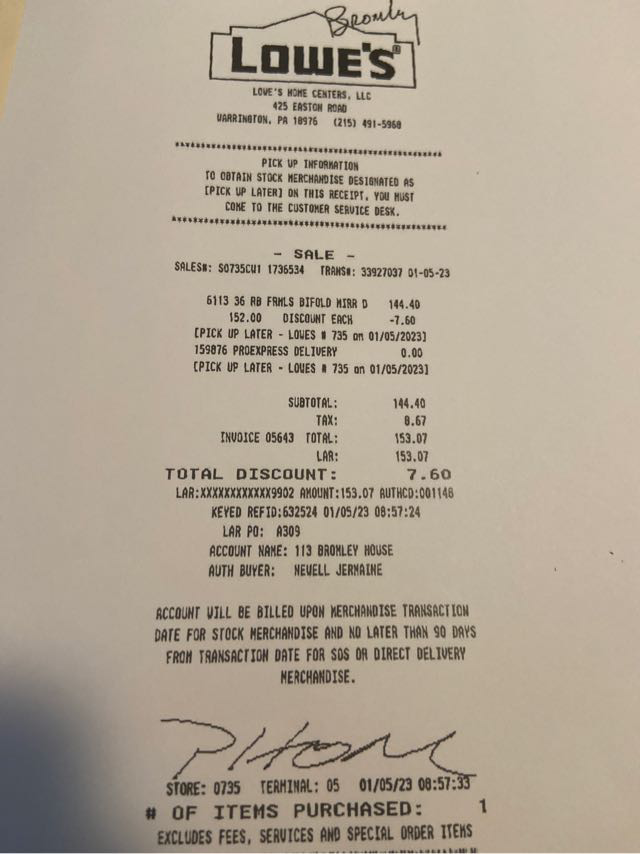 Bromley
LOWE'S®
LOWE'S HOME CENTERS, LLC
425 EASTON ROAD
WARRINGTON, PA 18976 (215) 491-5968
****************************************************
PICK UP INFORMATION
TO OBTAIN STOCK MERCHANDISE DESIGNATED AS
[PICK UP LATER] ON THIS RECEIPT, YOU MUST
COME TO THE CUSTOMER SERVICE DESK.
****************************************************
- SALE -
SALES#: S0735CW1 1736534 TRANS#: 33927037 01-05-23
6113 36 RB FRMLS BIFOLD MIRR D 144.40
152.00 DISCOUNT EACH -7.60
[PICK UP LATER - LOWES # 735 on 01/05/2023]
159876 PROEXPRESS DELIVERY 0.00
[PICK UP LATER - LOWES # 735 on 01/05/2023]
SUBTOTAL: 144.40
TAX: 8.67
INVOICE 05643 TOTAL: 153.07
LAR: 153.07
TOTAL DISCOUNT: 7.60
LAR:XXXXXXXXXXXX9902 AMOUNT:153.07 AUTHCD:001148
KEYED REFID:632524 01/05/23 08:57:24
LAR PO: A309
ACCOUNT NAME: 113 BROMLEY HOUSE
AUTH BUYER: NEWELL JERMAINE
ACCOUNT WILL BE BILLED UPON MERCHANDISE TRANSACTION
DATE FOR STOCK MERCHANDISE AND NO LATER THAN 90 DAYS
FROM TRANSACTION DATE FOR SOS OR DIRECT DELIVERY
MERCHANDISE.
STORE: 0735 TERMINAL: 05 01/05/23 08:57:33
# OF ITEMS PURCHASED: 1
EXCLUDES FEES, SERVICES AND SPECIAL ORDER ITEMS